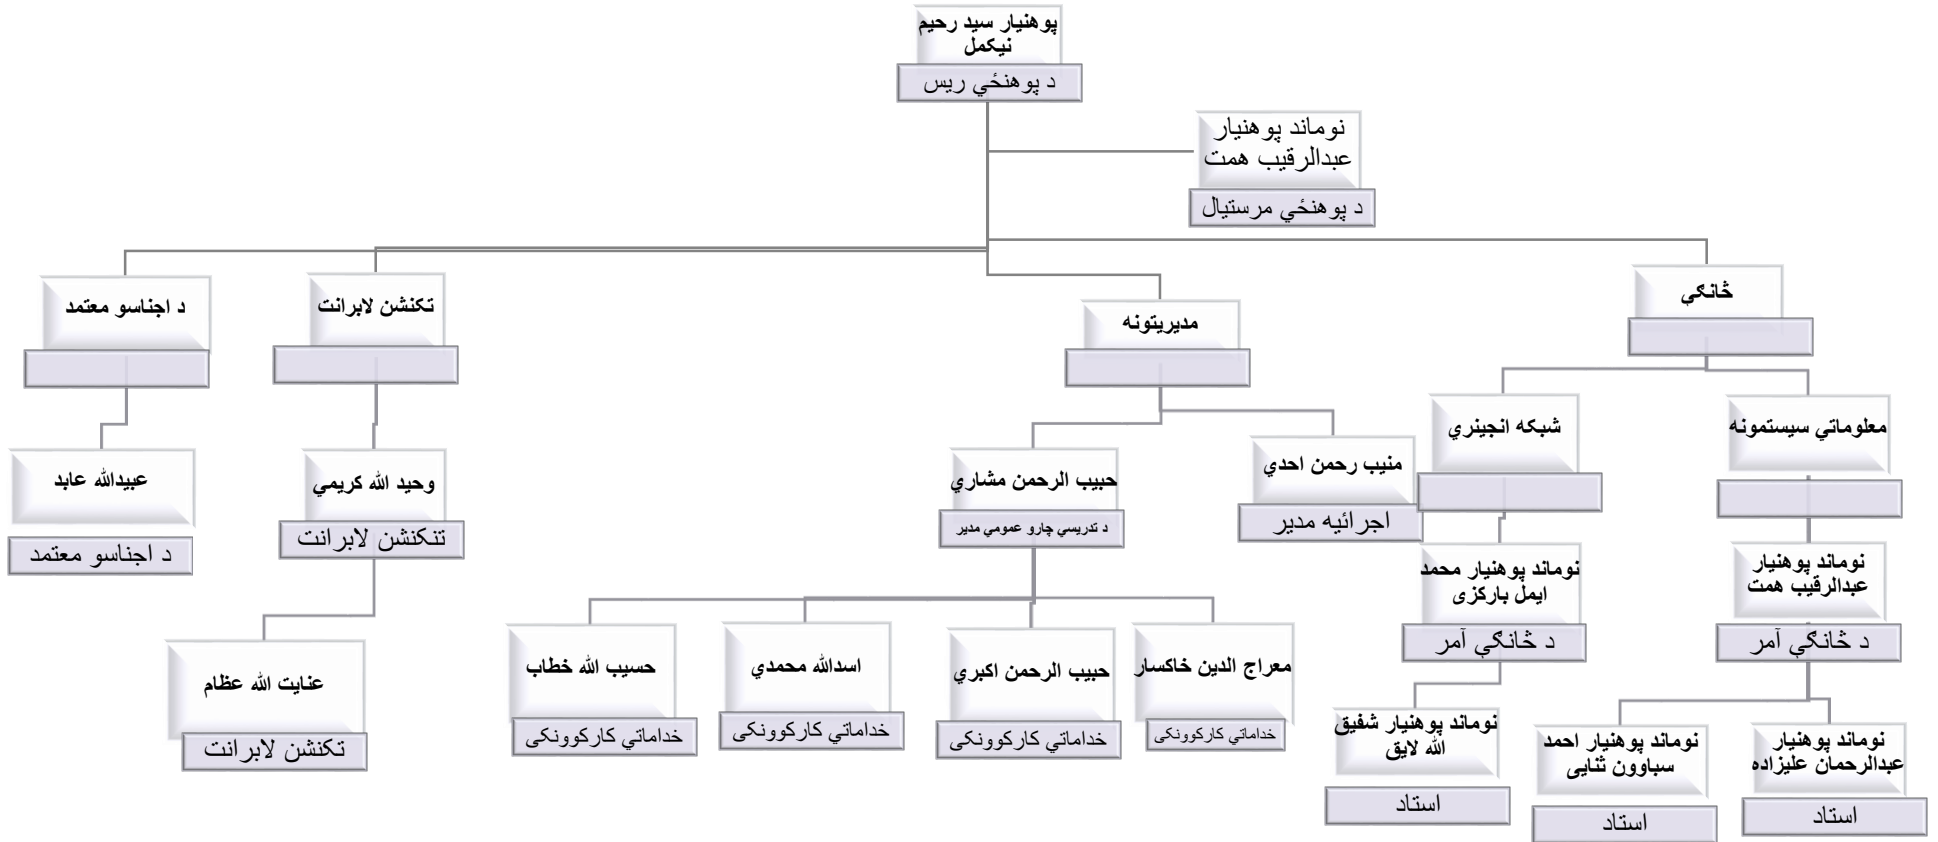 پوهنیار سید رحیم
نیکمل
د پوهنځي ریس
نوماند پوهنیار
عبدالرقیب همت
د پوهنځي مرستیال
څانګې
مدیریتونه
تکنشن لابرانت
د اجناسو معتمد
معلوماتي سیستمونه
شبکه انجینري
منیب رحمن احدي
اجرائیه مدیر
حبیب الرحمن مشاري
د تدریسي چارو عمومي مدیر
وحید الله کریمي
تنکنشن لابرانت
عبیدالله عابد
د اجناسو معتمد
نوماند پوهنیار
عبدالرقیب همت
د څانګې آمر
نوماند پوهنیار محمد
ایمل بارکزی
د څانګې آمر
معراج الدین خاکسار
خداماتي کارکوونکی
حبیب الرحمن اکبري
خداماتي کارکوونکی
اسدالله محمدي
خداماتي کارکوونکی
حسیب الله خطاب
خداماتي کارکوونکی
عنایت الله عظام
تکنشن لابرانت
نوماند پوهنیار
عبدالرحمان علیزاده
استاد
نوماند پوهنیار احمد
سباوون ثنایی
استاد
نوماند پوهنیار شفیق
الله لایق
استاد